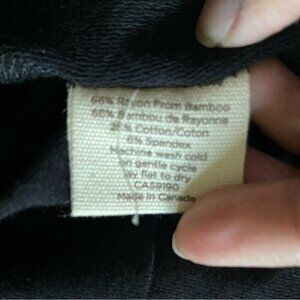 66% Rayon From Bamboo
66% Bambou de Rayonne
28% Cotton/Coton
6% Spandex
Machine wash cold
on gentle cycle
lay flat to dry
CA59190
Made in Canada